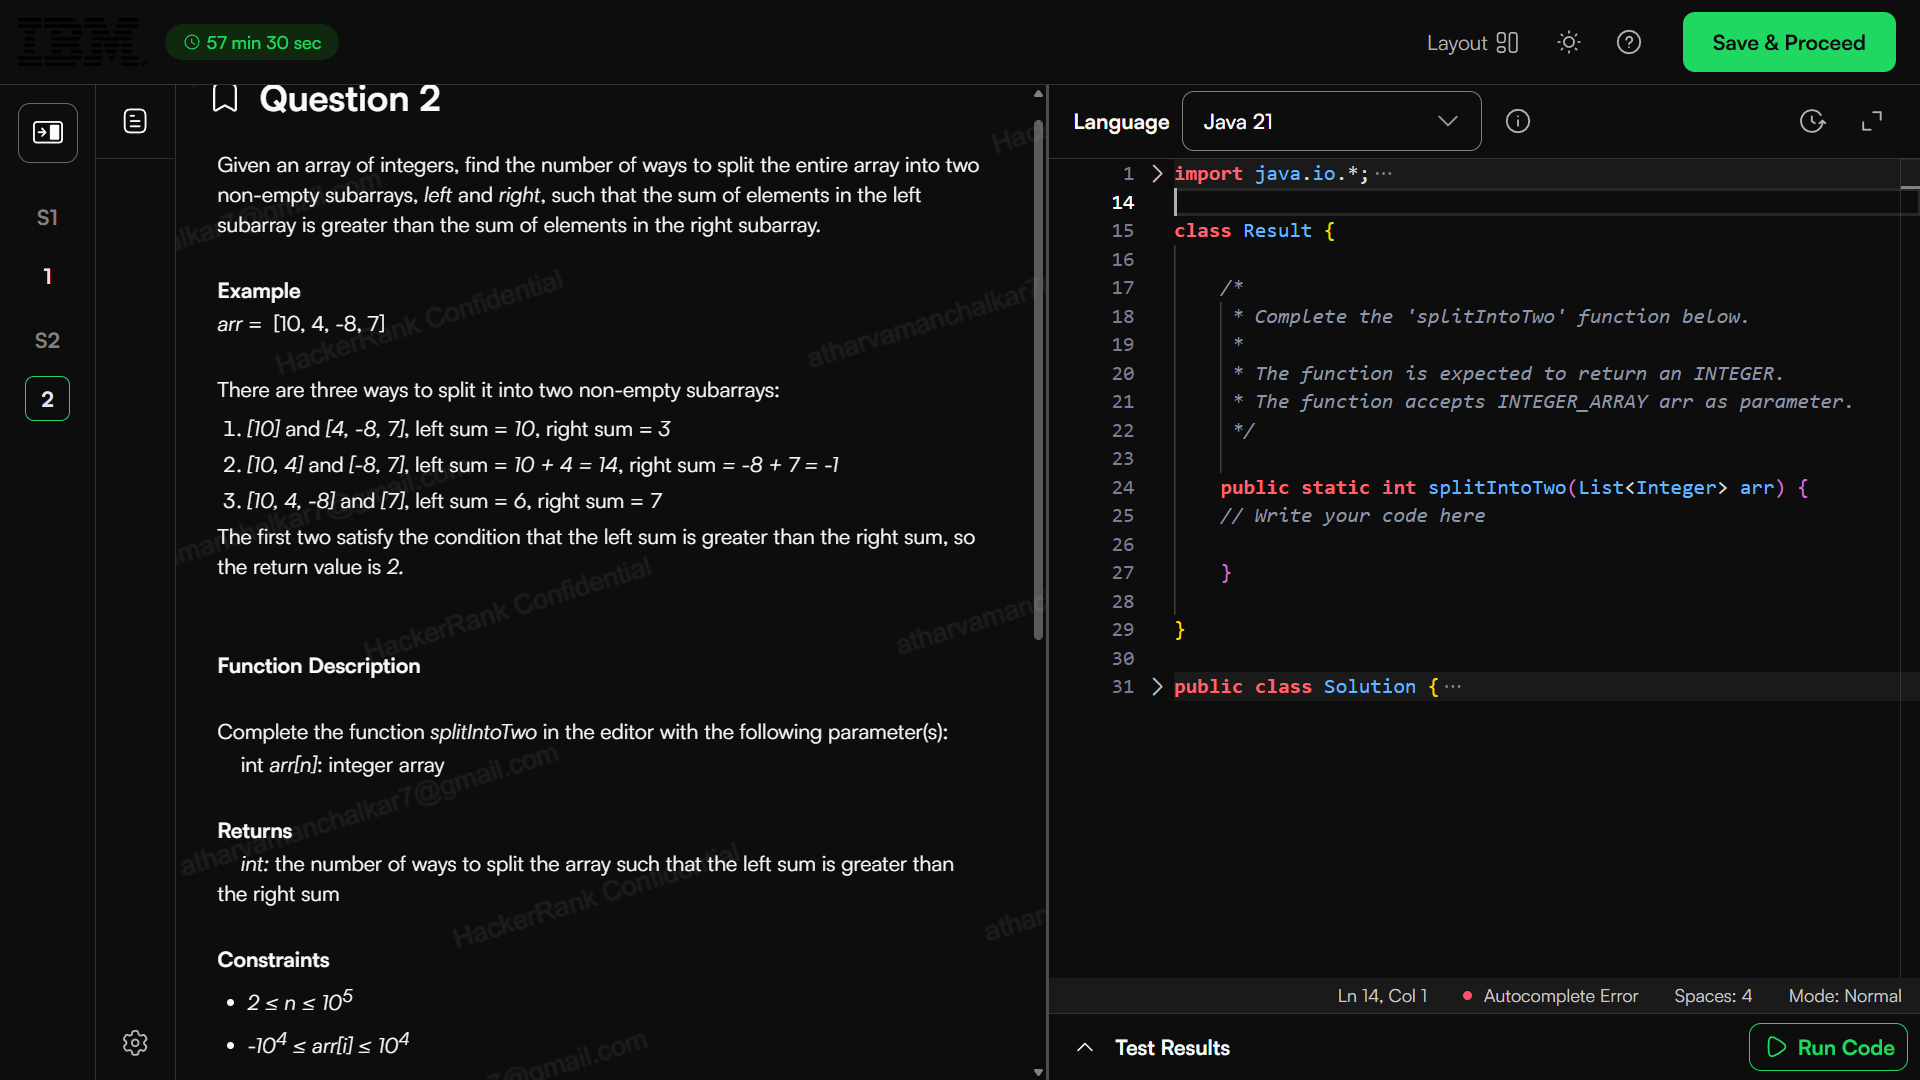 IBM
57 min 30 sec
Layout
Save & Proceed
S1
1
S2
2
Question 2
Given an array of integers, find the number of ways to split the entire array into two
non-empty subarrays, left and right, such that the sum of elements in the left
subarray is greater than the sum of elements in the right subarray.
Example
arr = [10, 4, -8, 7]
There are three ways to split it into two non-empty subarrays:
1. [10] and [4, -8, 7], left sum = 10, right sum = 3
2. [10, 4] and [-8, 7], left sum = 10 + 4 = 14, right sum = -8 + 7 = -1
3. [10, 4, -8] and [7], left sum = 6, right sum = 7
The first two satisfy the condition that the left sum is greater than the right sum, so
the return value is 2.
Function Description
Complete the function splitIntoTwo in the editor with the following parameter(s):
int arr[n]: integer array
Returns
int: the number of ways to split the array such that the left sum is greater than
the right sum
Constraints
• 2 ≤ n ≤ 10^5
• -10^4 ≤ arr[i] ≤ 10^4
HackerRank Confidential
atharvamanchalkar7
HackerRank Confidential
atharvamanchalkar7@gmail.com
HackerRank Confidential
Language
Java 21
1 import java.io.*; ···
14
15 class Result {
16
17 /*
18 * Complete the 'splitIntoTwo' function below.
19 *
20 * The function is expected to return an INTEGER.
21 * The function accepts INTEGER_ARRAY arr as parameter.
22 */
23
24 public static int splitIntoTwo(List<Integer> arr) {
25 // Write your code here
26
27 }
28
29 }
30
31 public class Solution { ···
Ln 14, Col 1
Autocomplete Error
Spaces: 4
Mode: Normal
Test Results
Run Code